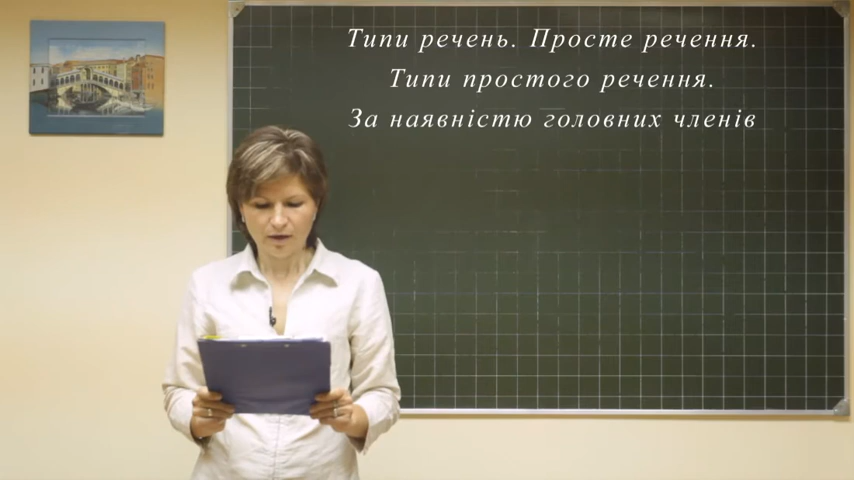 Типи речень. Просте речення.
Типи простого речення.
За наявністю головних членів